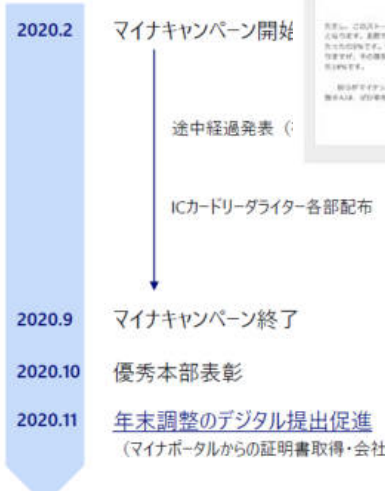 2020.2 マイナキャンペーン開始
途中経過発表（
ICカードリーダライター各部配布
2020.9 マイナキャンペーン終了
2020.10 優秀本部表彰
2020.11 年末調整のデジタル提出促進
（マイナポータルからの証明書取得・会社